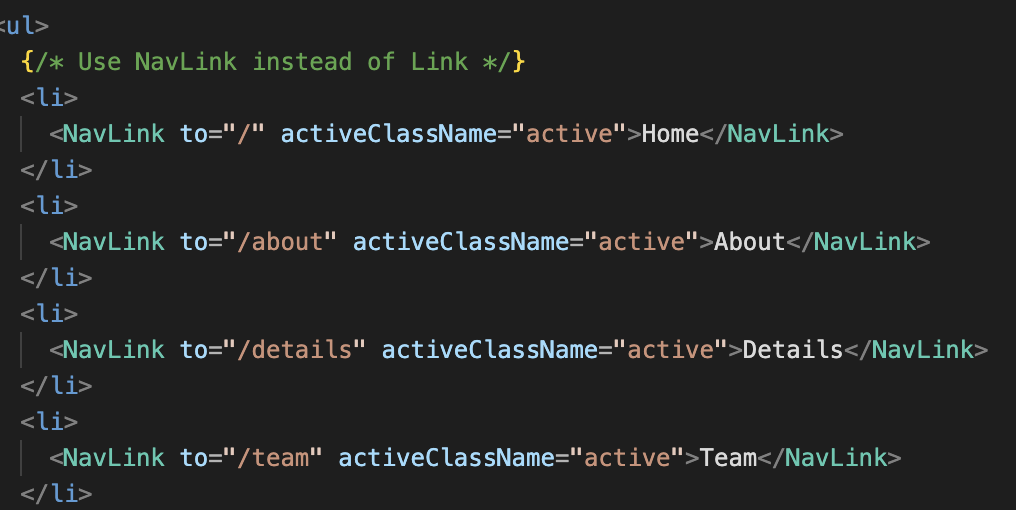 <ul>
{/* Use NavLink instead of Link */}
<li>
<NavLink to="/" activeClassName="active">Home</NavLink>
</li>
<li>
<NavLink to="/about" activeClassName="active">About</NavLink>
</li>
<li>
<NavLink to="/details" activeClassName="active">Details</NavLink>
</li>
<li>
<NavLink to="/team" activeClassName="active">Team</NavLink>
</li>